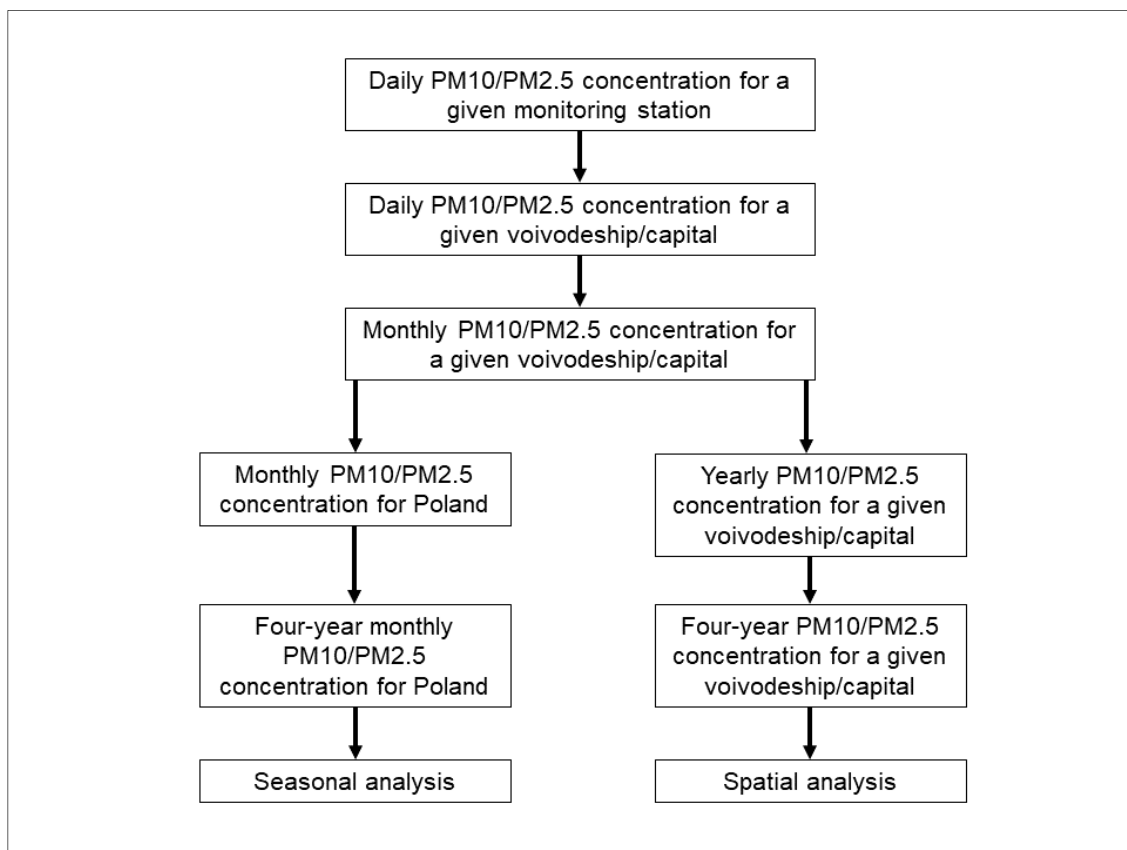 Daily PM10/PM2.5 concentration for a
given monitoring station
Daily PM10/PM2.5 concentration for a
given voivodeship/capital
Monthly PM10/PM2.5 concentration for
a given voivodeship/capital
Monthly PM10/PM2.5
concentration for Poland
Four-year monthly
PM10/PM2.5
concentration for Poland
Seasonal analysis
Yearly PM10/PM2.5
concentration for a given
voivodeship/capital
Four-year PM10/PM2.5
concentration for a given
voivodeship/capital
Spatial analysis